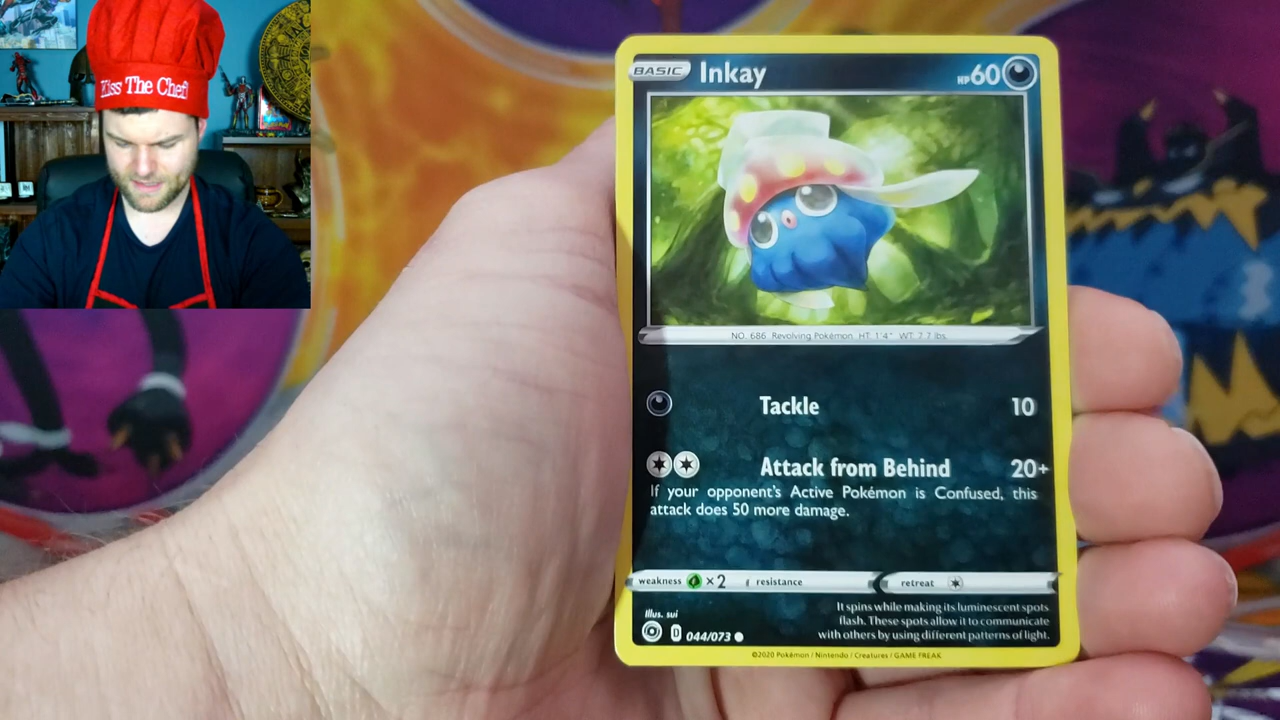 Kiss The Chef
BASIC Inkay HP 60
NO. 686 Revolving Pokémon HT: 1'4" WT: 7.7 lbs.
Tackle 10
Attack from Behind 20+
If your opponent's Active Pokémon is Confused, this
attack does 50 more damage.
weakness ×2 resistance retreat
Illus. sui
D 044/073
It spins while making its luminescent spots
flash. These spots allow it to communicate
with others by using different patterns of light.
©2020 Pokémon / Nintendo / Creatures / GAME FREAK